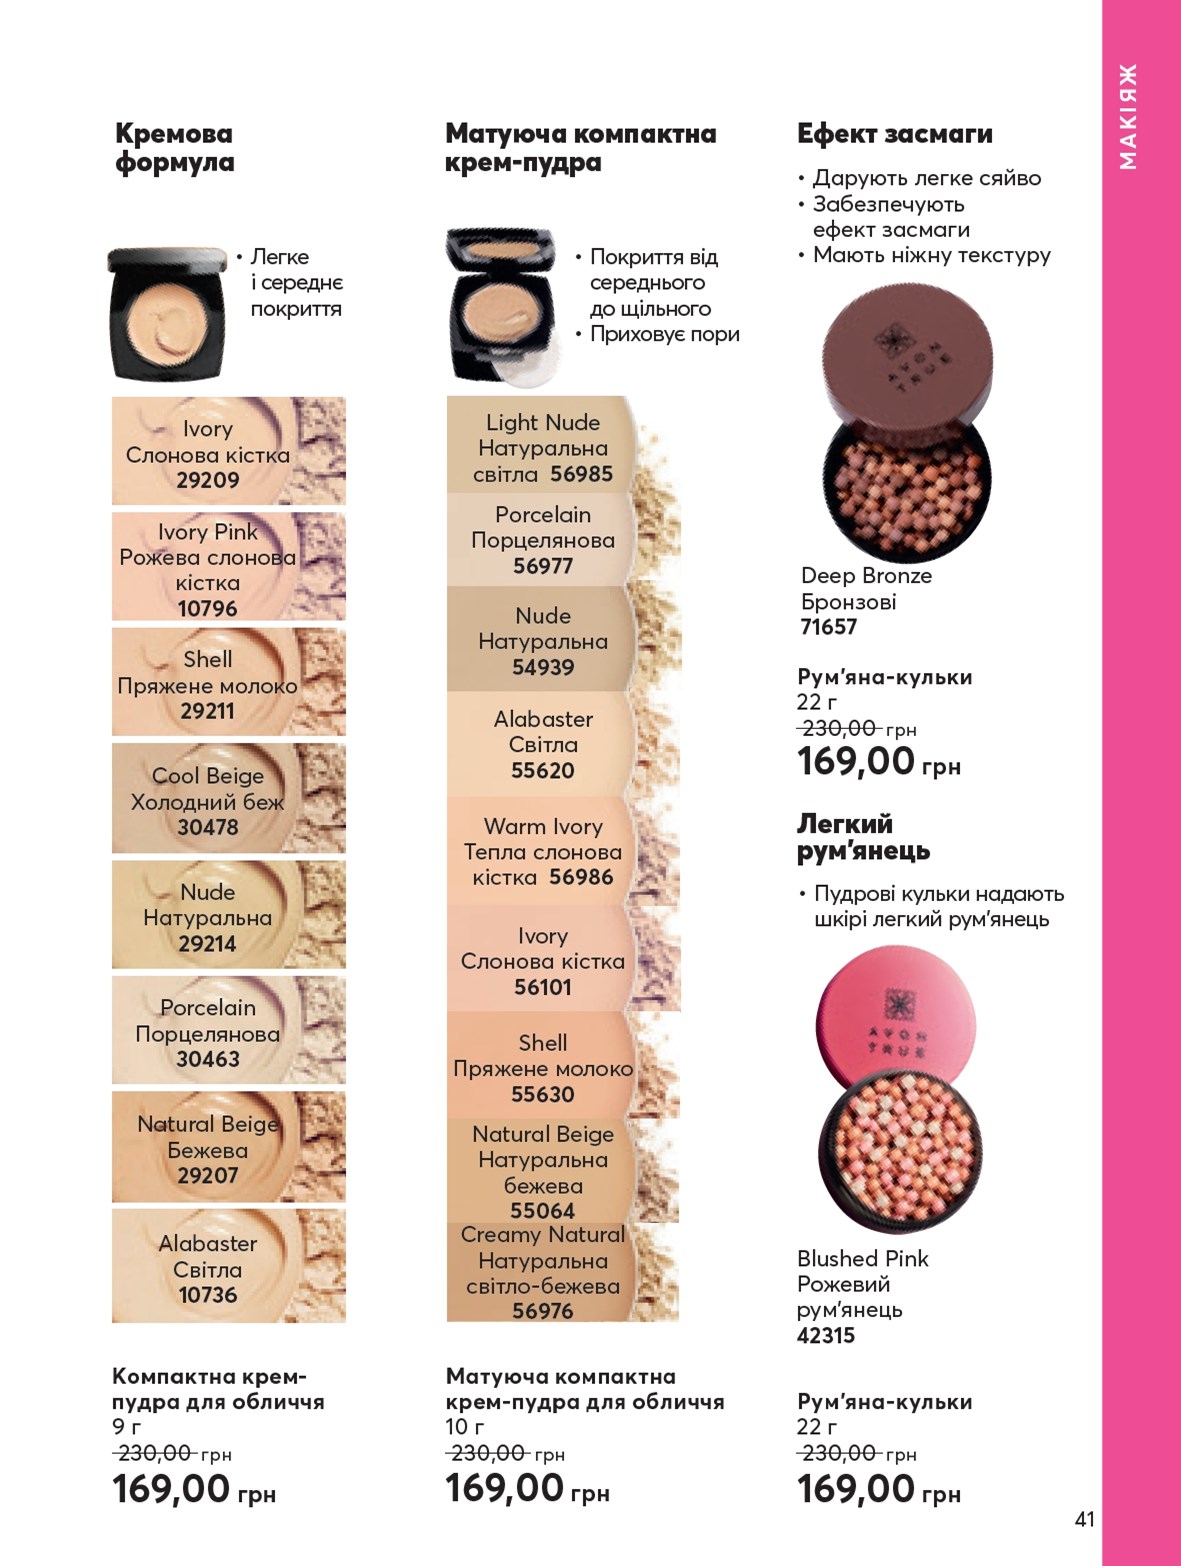 МАКІЯЖ
Кремова
формула
• Легке
і середнє
покриття
Ivory
Слонова кістка
29209
Ivory Pink
Рожева слонова
кістка
10796
Shell
Пряжене молоко
29211
Cool Beige
Холодний беж
30478
Nude
Натуральна
29214
Porcelain
Порцелянова
30463
Natural Beige
Бежева
29207
Alabaster
Світла
10736
Компактна крем-
пудра для обличчя
9 г
230,00 грн
169,00 грн
Матуюча компактна
крем-пудра
• Покриття від
середнього
до щільного
• Приховує пори
Light Nude
Натуральна
світла 56985
Porcelain
Порцелянова
56977
Nude
Натуральна
54939
Alabaster
Світла
55620
Warm Ivory
Тепла слонова
кістка 56986
Ivory
Слонова кістка
56101
Shell
Пряжене молоко
55630
Natural Beige
Натуральна
бежева
55064
Creamy Natural
Натуральна
світло-бежева
56976
Матуюча компактна
крем-пудра для обличчя
10 г
230,00 грн
169,00 грн
Ефект засмаги
• Дарують легке сяйво
• Забезпечують
ефект засмаги
• Мають ніжну текстуру
AVON
TRUE
Deep Bronze
Бронзові
71657
Рум'яна-кульки
22 г
230,00 грн
169,00 грн
Легкий
рум'янець
• Пудрові кульки надають
шкірі легкий рум'янець
AVON
TRUE
Blushed Pink
Рожевий
рум'янець
42315
Рум'яна-кульки
22 г
230,00 грн
169,00 грн
41